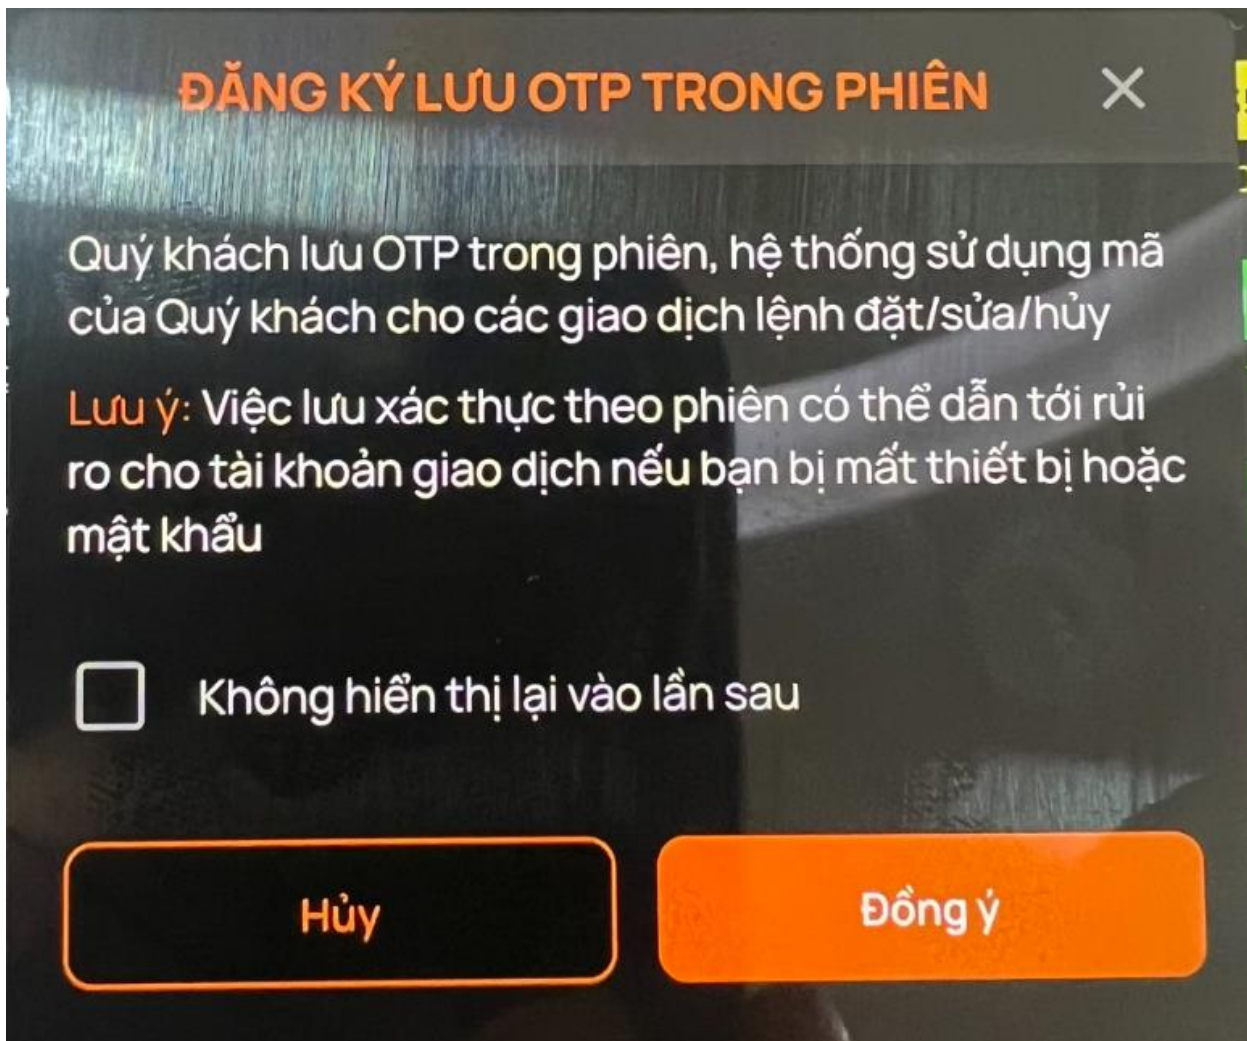 ĐĂNG KÝ LƯU OTP TRONG PHIÊN
Quý khách lưu OTP trong phiên, hệ thống sử dụng mã
của Quý khách cho các giao dịch lệnh đặt/sửa/hủy
Lưu ý: Việc lưu xác thực theo phiên có thể dẫn tới rủi
ro cho tài khoản giao dịch nếu bạn bị mất thiết bị hoặc
mật khẩu
Không hiển thị lại vào lần sau
Hủy
Đồng ý